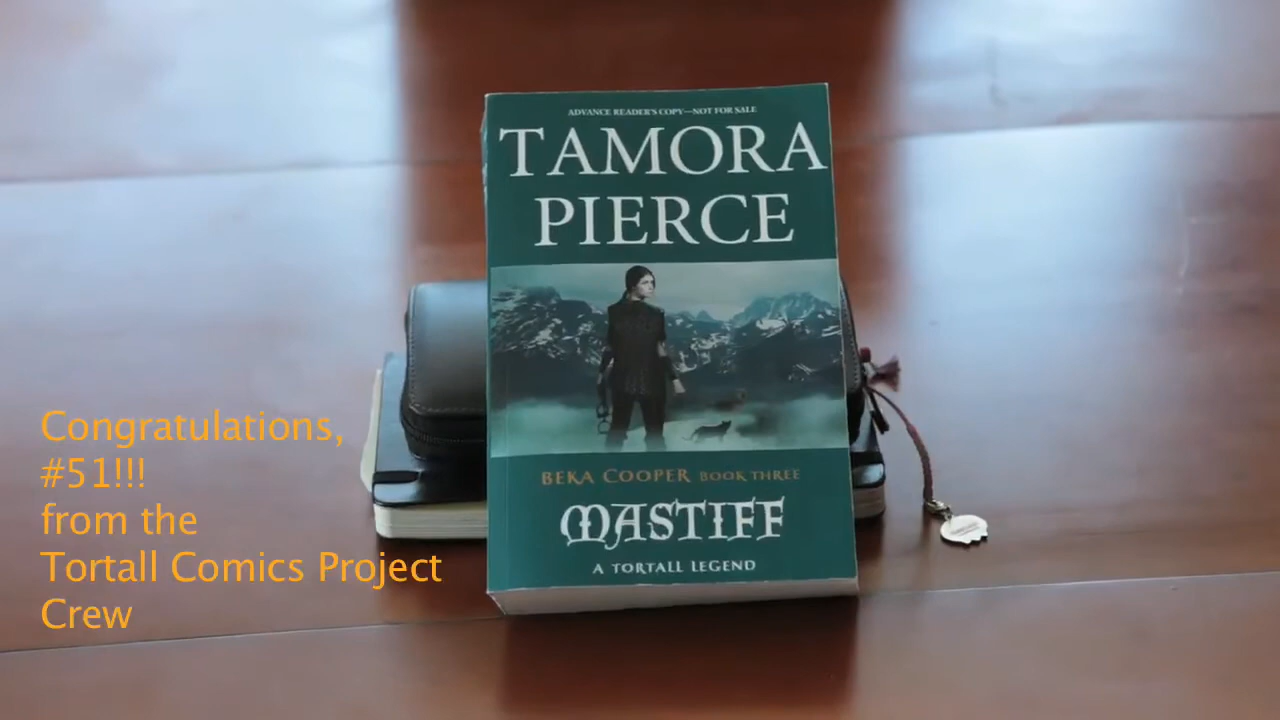 ADVANCE READER'S COPY—NOT FOR SALE
TAMORA
PIERCE
BEKA COOPER BOOK THREE
MASTIFF
A TORTALL LEGEND
Congratulations,
#51!!!
from the
Tortall Comics Project
Crew